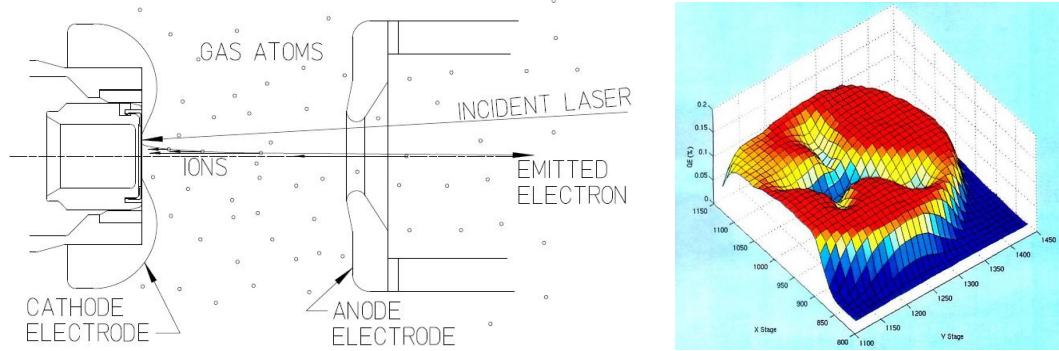 GAS ATOMS
INCIDENT LASER
IONS
EMITTED
ELECTRON
CATHODE
ELECTRODE
ANODE
ELECTRODE
QE (%)
0.2
0.15
0.1
0.05
0
1150
1100
1050
1000
950
900
850
800
X Stage
1100
1150
1200
1250
1300
1350
1400
1450
Y Stage